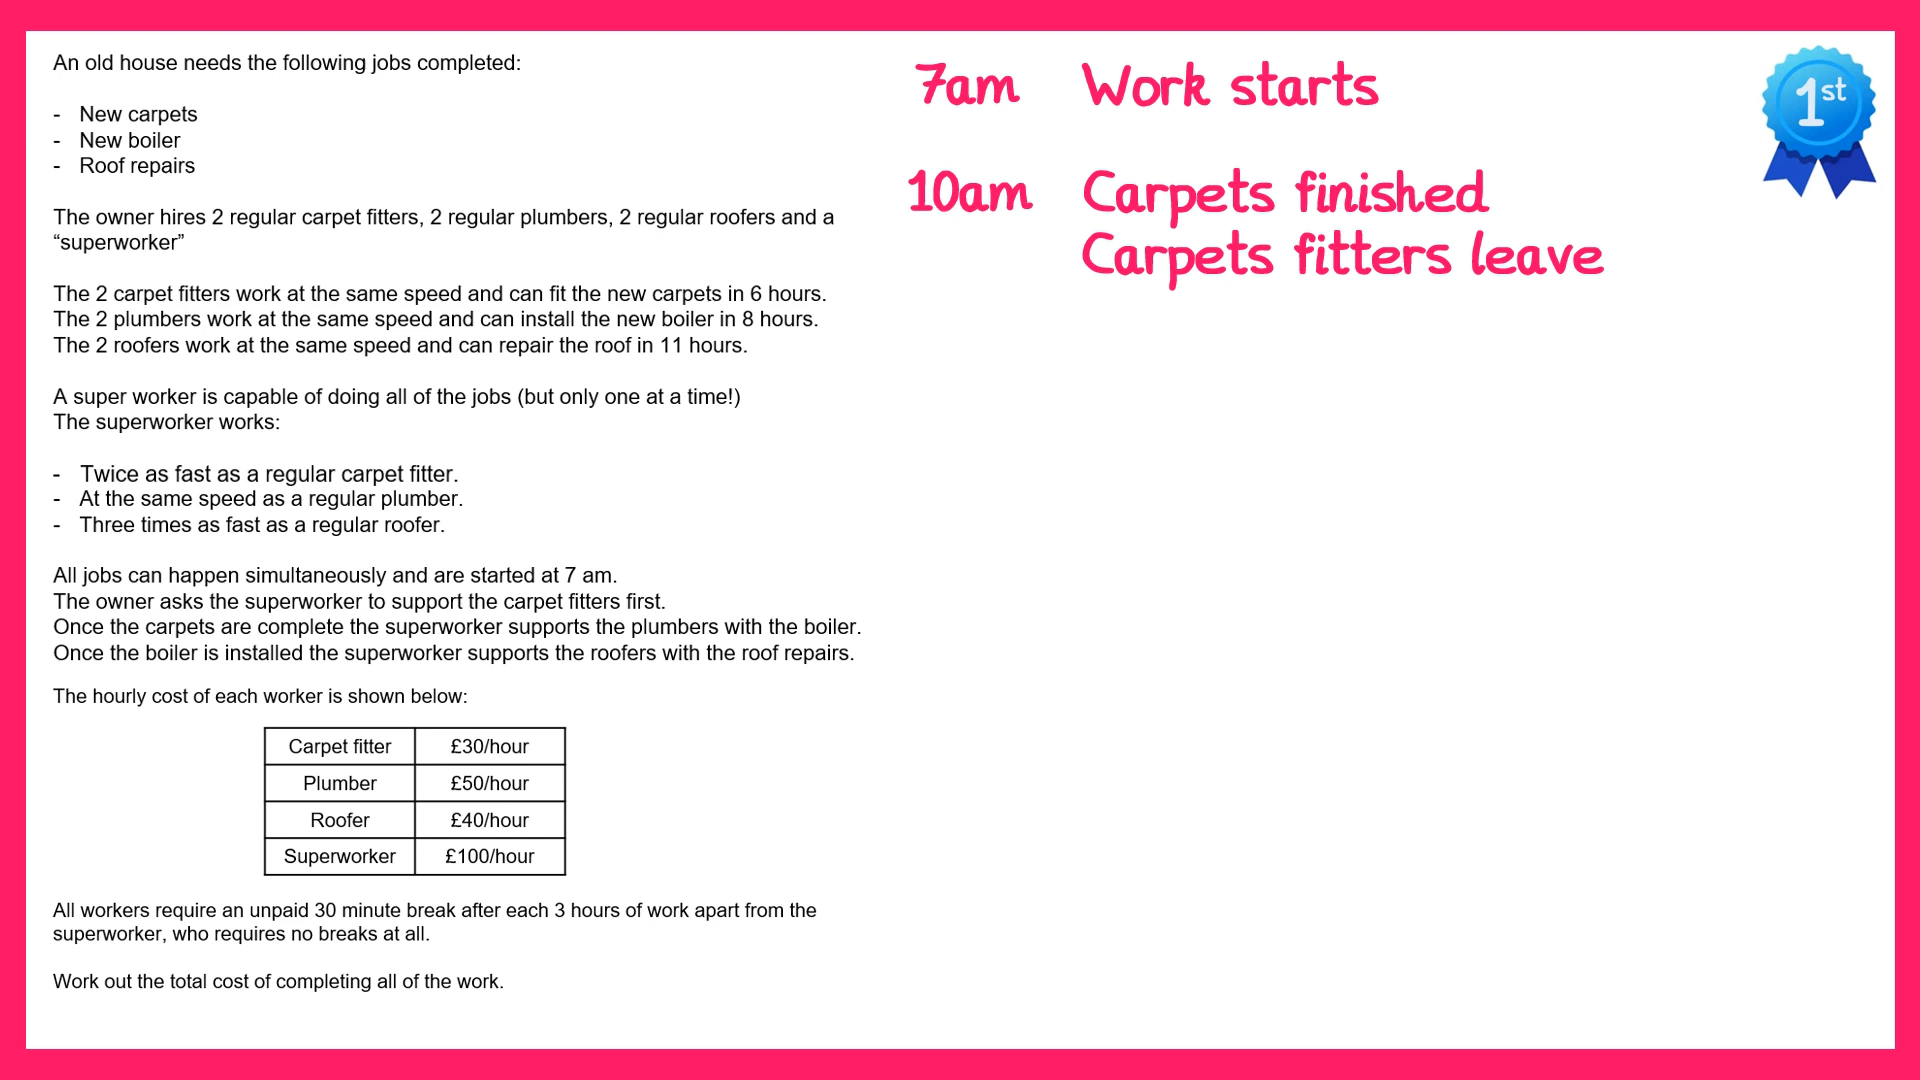 An old house needs the following jobs completed:
- New carpets
- New boiler
- Roof repairs
The owner hires 2 regular carpet fitters, 2 regular plumbers, 2 regular roofers and a
“superworker”
The 2 carpet fitters work at the same speed and can fit the new carpets in 6 hours.
The 2 plumbers work at the same speed and can install the new boiler in 8 hours.
The 2 roofers work at the same speed and can repair the roof in 11 hours.
A super worker is capable of doing all of the jobs (but only one at a time!)
The superworker works:
- Twice as fast as a regular carpet fitter.
- At the same speed as a regular plumber.
- Three times as fast as a regular roofer.
All jobs can happen simultaneously and are started at 7 am.
The owner asks the superworker to support the carpet fitters first.
Once the carpets are complete the superworker supports the plumbers with the boiler.
Once the boiler is installed the superworker supports the roofers with the roof repairs.
The hourly cost of each worker is shown below:
Carpet fitter £30/hour
Plumber £50/hour
Roofer £40/hour
Superworker £100/hour
All workers require an unpaid 30 minute break after each 3 hours of work apart from the
superworker, who requires no breaks at all.
Work out the total cost of completing all of the work.
7am Work starts
10am Carpets finished
Carpets fitters leave
1st